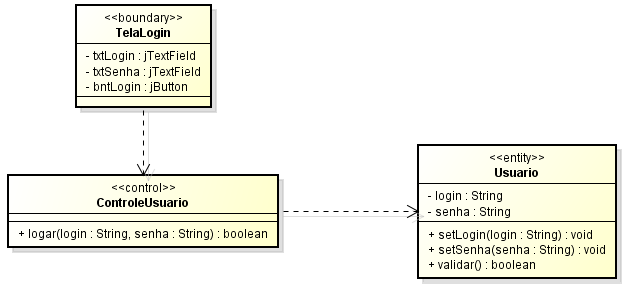 <<boundary>>
TelaLogin
- txtLogin : jTextField
- txtSenha : jTextField
- bntLogin : jButton
<<control>>
ControleUsuario
+ logar(login : String, senha : String) : boolean
<<entity>>
Usuario
- login : String
- senha : String
+ setLogin(login : String) : void
+ setSenha(senha : String) : void
+ validar() : boolean